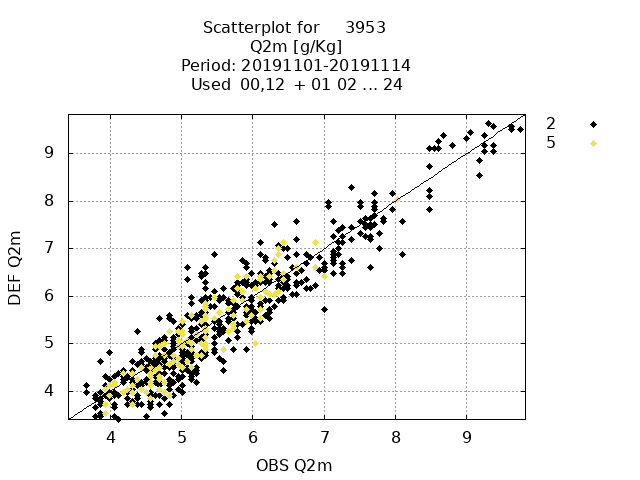 Scatterplot for 3953
Q2m [g/Kg]
Period: 20191101-20191114
Used 00,12 + 01 02 ... 24
2
5
9
8
7
6
5
4
DEF Q2m
4 5 6 7 8 9
OBS Q2m